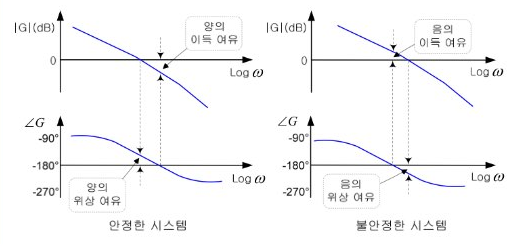 |G|(dB)
양의
이득 여유
0
Log ω
∠G
-90°
-180°
-270°
Log ω
양의
위상 여유
안정한 시스템
|G|(dB)
음의
이득 여유
0
Log ω
∠G
-90°
-180°
-270°
Log ω
음의
위상 여유
불안정한 시스템